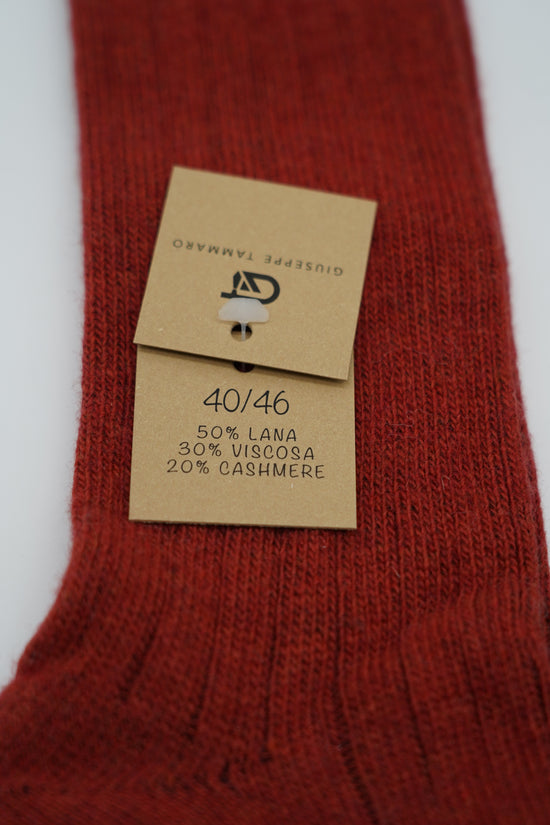 GIUSEPPE TAMMARO
40/46
50% LANA
30% VISCOSA
20% CASHMERE